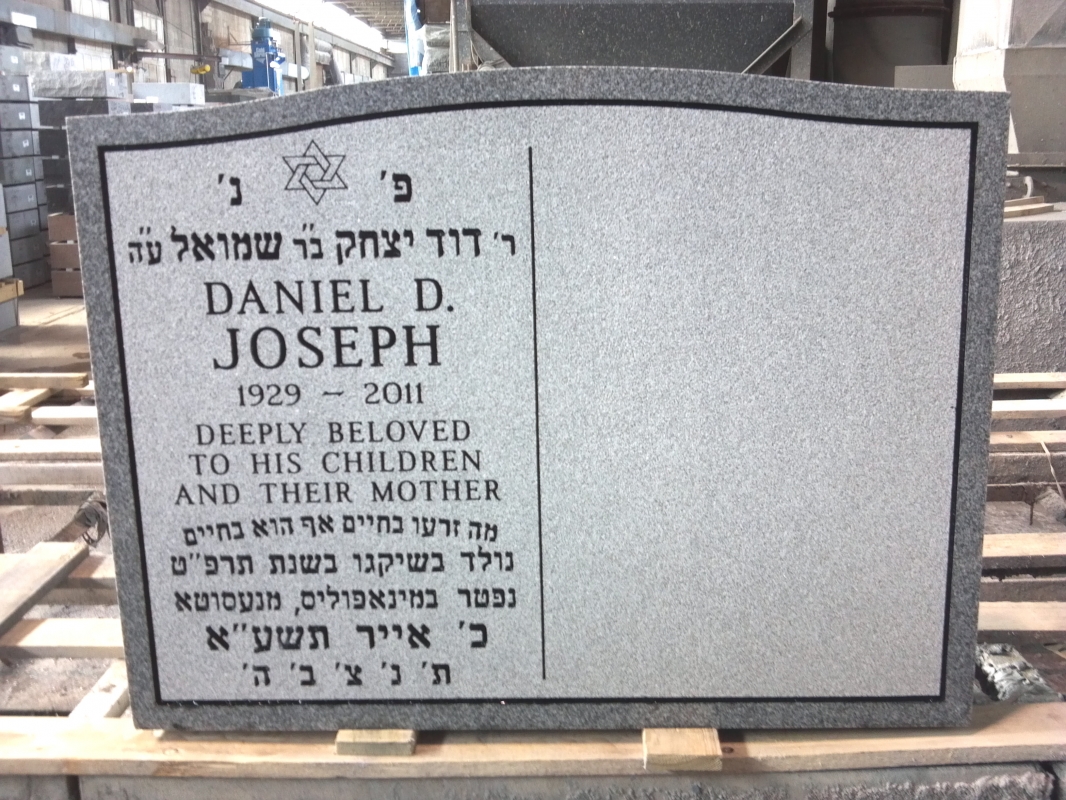 פ׳ נ׳
ר׳ דוד יצחק ב״ר שמואל ע״ה
DANIEL D.
JOSEPH
1929 ~ 2011
DEEPLY BELOVED
TO HIS CHILDREN
AND THEIR MOTHER
מה זרעו בחיים אף הוא בחיים
נולד בשיקגו בשנת תרפ״ט
נפטר במינאפוליס, מנעסוטא
כ׳ אייר תשע״א
ת׳ נ׳ צ׳ ב׳ ה׳